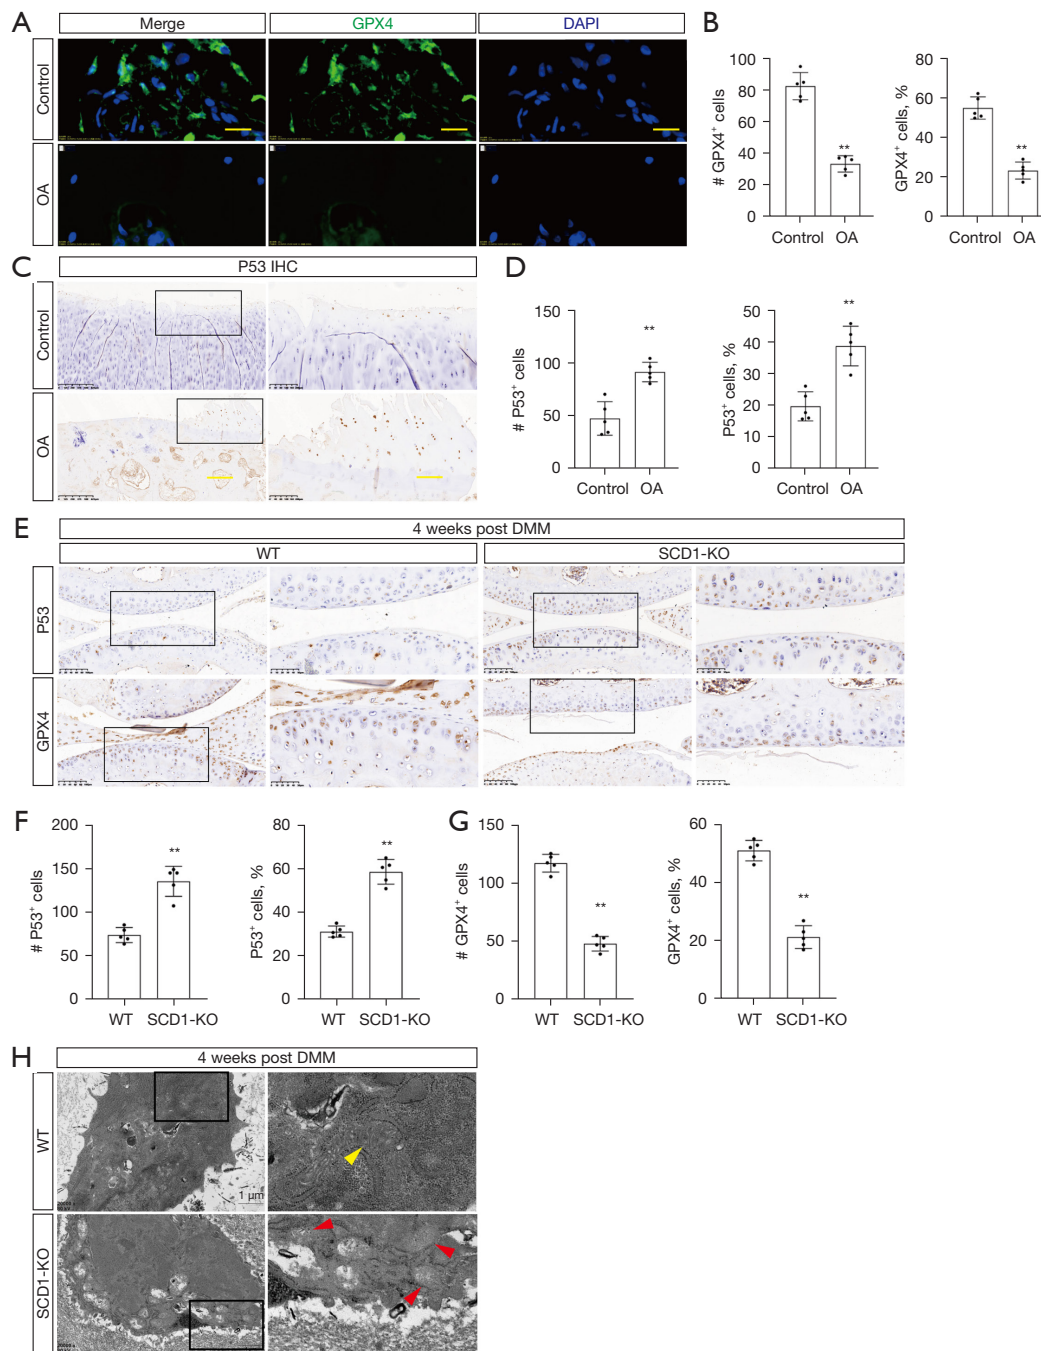 A
Merge
GPX4
DAPI
Control
OA
B
# GPX4⁺ cells
100
80
60
40
20
0
**
Control OA
GPX4⁺ cells, %
80
60
40
20
0
**
Control OA
C
P53 IHC
Control
OA
D
# P53⁺ cells
150
100
50
0
**
Control OA
P53⁺ cells, %
50
40
30
20
10
0
**
Control OA
E
4 weeks post DMM
WT
SCD1-KO
P53
GPX4
F
# P53⁺ cells
200
150
100
50
0
**
WT SCD1-KO
P53⁺ cells, %
80
60
40
20
0
**
WT SCD1-KO
G
# GPX4⁺ cells
150
100
50
0
**
WT SCD1-KO
GPX4⁺ cells, %
60
40
20
0
**
WT SCD1-KO
H
4 weeks post DMM
WT
1 μm
SCD1-KO